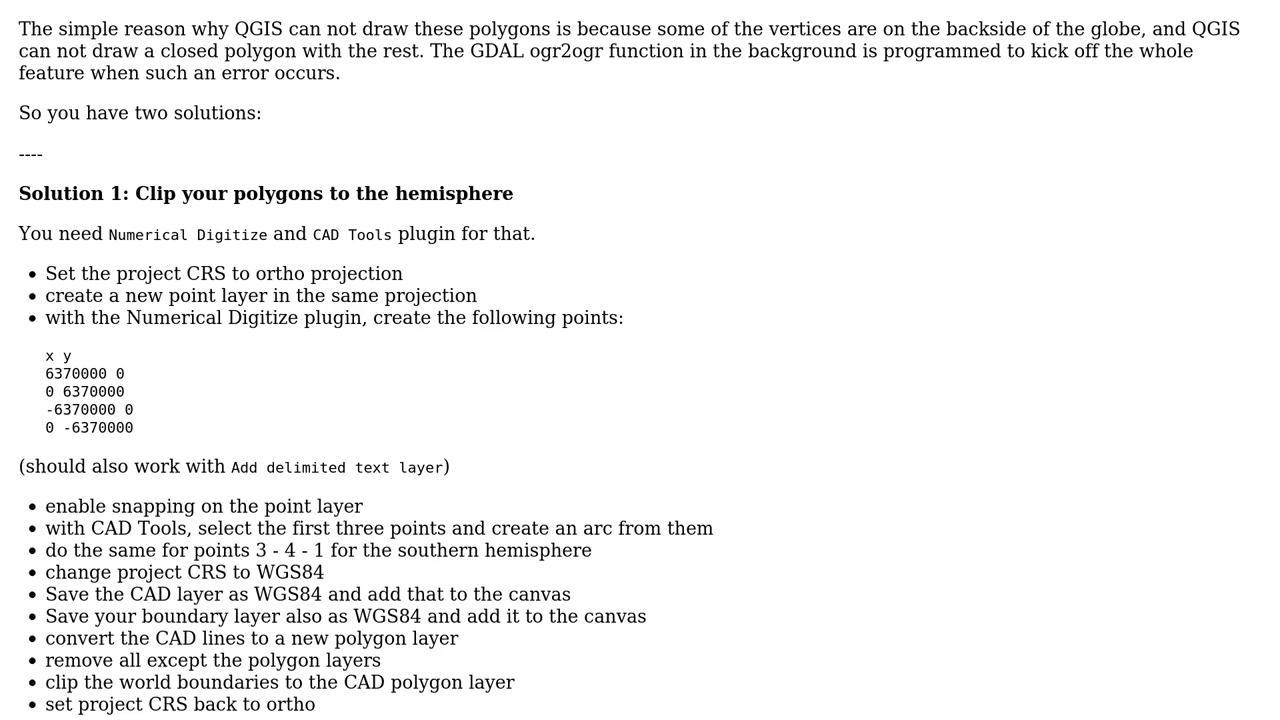 The simple reason why QGIS can not draw these polygons is because some of the vertices are on the backside of the globe, and QGIS
can not draw a closed polygon with the rest. The GDAL ogr2ogr function in the background is programmed to kick off the whole
feature when such an error occurs.
So you have two solutions:
----
Solution 1: Clip your polygons to the hemisphere
You need Numerical Digitize and CAD Tools plugin for that.
• Set the project CRS to ortho projection
• create a new point layer in the same projection
• with the Numerical Digitize plugin, create the following points:
x y
6370000 0
0 6370000
-6370000 0
0 -6370000
(should also work with Add delimited text layer)
• enable snapping on the point layer
• with CAD Tools, select the first three points and create an arc from them
• do the same for points 3 - 4 - 1 for the southern hemisphere
• change project CRS to WGS84
• Save the CAD layer as WGS84 and add that to the canvas
• Save your boundary layer also as WGS84 and add it to the canvas
• convert the CAD lines to a new polygon layer
• remove all except the polygon layers
• clip the world boundaries to the CAD polygon layer
• set project CRS back to ortho